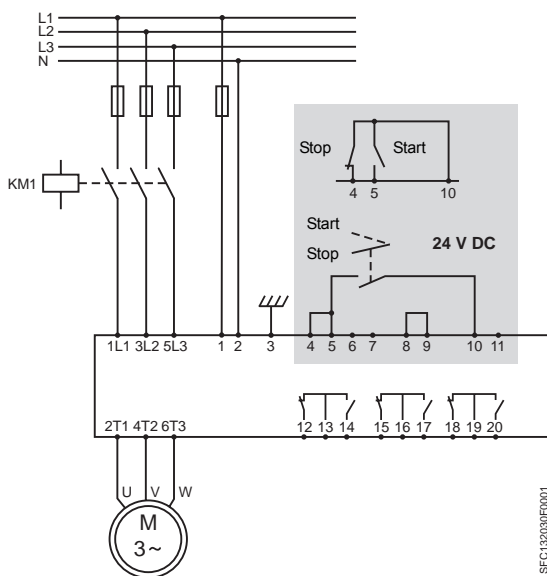 L1
L2
L3
N
Stop
Start
4
5
10
KM1
Start
Stop
24 V DC
1L1 3L2 5L3 1 2 3 4 5 6 7 8 9 10 11
12 13 14 15 16 17 18 19 20
2T1 4T2 6T3
U V W
M
3~
SEC132030F0001